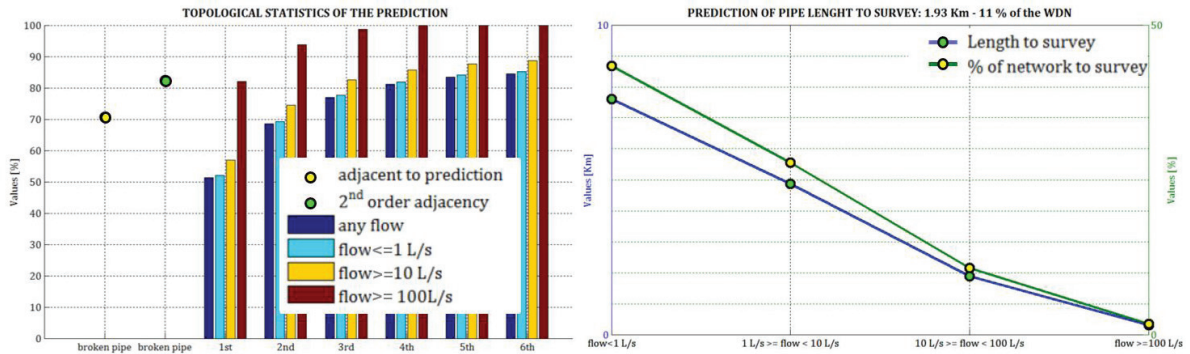 TOPOLOGICAL STATISTICS OF THE PREDICTION
100
90
80
70
60
50
40
30
20
10
0
Values [%]
adjacent to prediction
2nd order adjacency
any flow
flow<=1 L/s
flow>=10 L/s
flow>= 100L/s
broken pipe broken pipe 1st 2nd 3rd 4th 5th 6th
PREDICTION OF PIPE LENGHT TO SURVEY: 1.93 Km - 11 % of the WDN
10
50
Length to survey
% of network to survey
Values [Km]
Values [%]
0
0
flow<1 L/s 1 L/s >= flow < 10 L/s 10 L/s >= flow < 100 L/s flow >=100 L/s